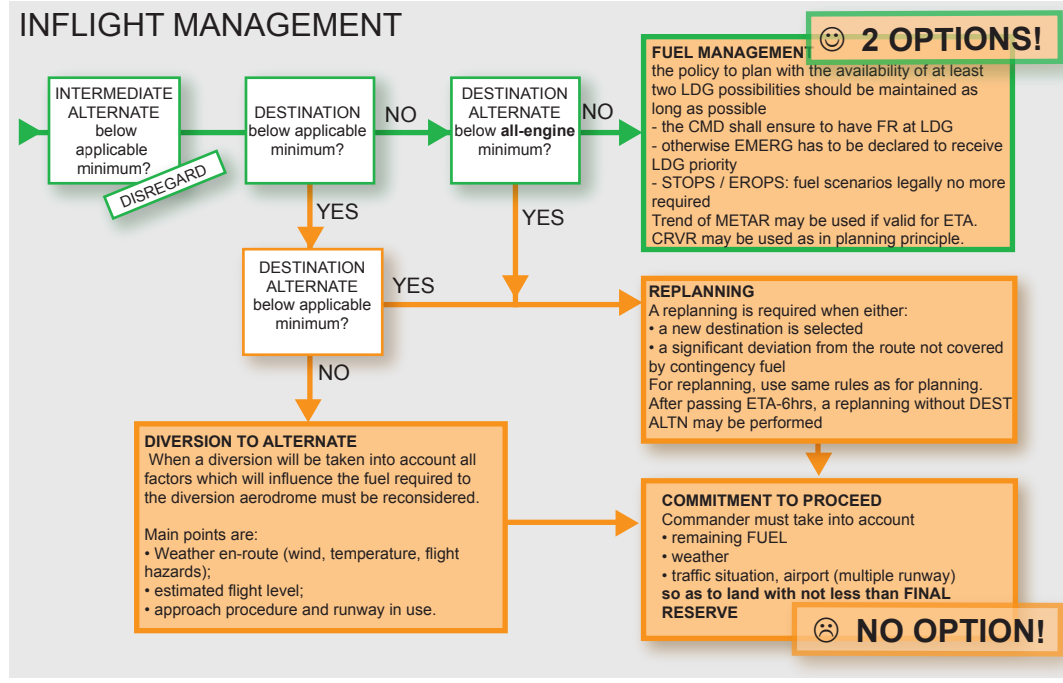 INFLIGHT MANAGEMENT
☺ 2 OPTIONS!
INTERMEDIATE
ALTERNATE
below
applicable
minimum?
DISREGARD
DESTINATION
below applicable
minimum?
NO
DESTINATION
ALTERNATE
below all-engine
minimum?
NO
FUEL MANAGEMENT
the policy to plan with the availability of at least
two LDG possibilities should be maintained as
long as possible
- the CMD shall ensure to have FR at LDG
- otherwise EMERG has to be declared to receive
LDG priority
- STOPS / EROPS: fuel scenarios legally no more
required
Trend of METAR may be used if valid for ETA.
CRVR may be used as in planning principle.
YES
YES
DESTINATION
ALTERNATE
below applicable
minimum?
YES
NO
REPLANNING
A replanning is required when either:
• a new destination is selected
• a significant deviation from the route not covered
by contingency fuel
For replanning, use same rules as for planning.
After passing ETA-6hrs, a replanning without DEST
ALTN may be performed
DIVERSION TO ALTERNATE
When a diversion will be taken into account all
factors which will influence the fuel required to
the diversion aerodrome must be reconsidered.
Main points are:
• Weather en-route (wind, temperature, flight
hazards);
• estimated flight level;
• approach procedure and runway in use.
COMMITMENT TO PROCEED
Commander must take into account
• remaining FUEL
• weather
• traffic situation, airport (multiple runway)
so as to land with not less than FINAL
RESERVE
☹ NO OPTION!